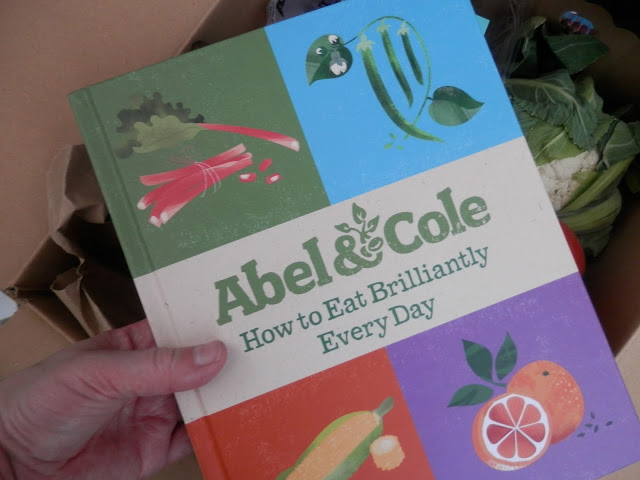 Abel & Cole
How to Eat Brilliantly
Every Day